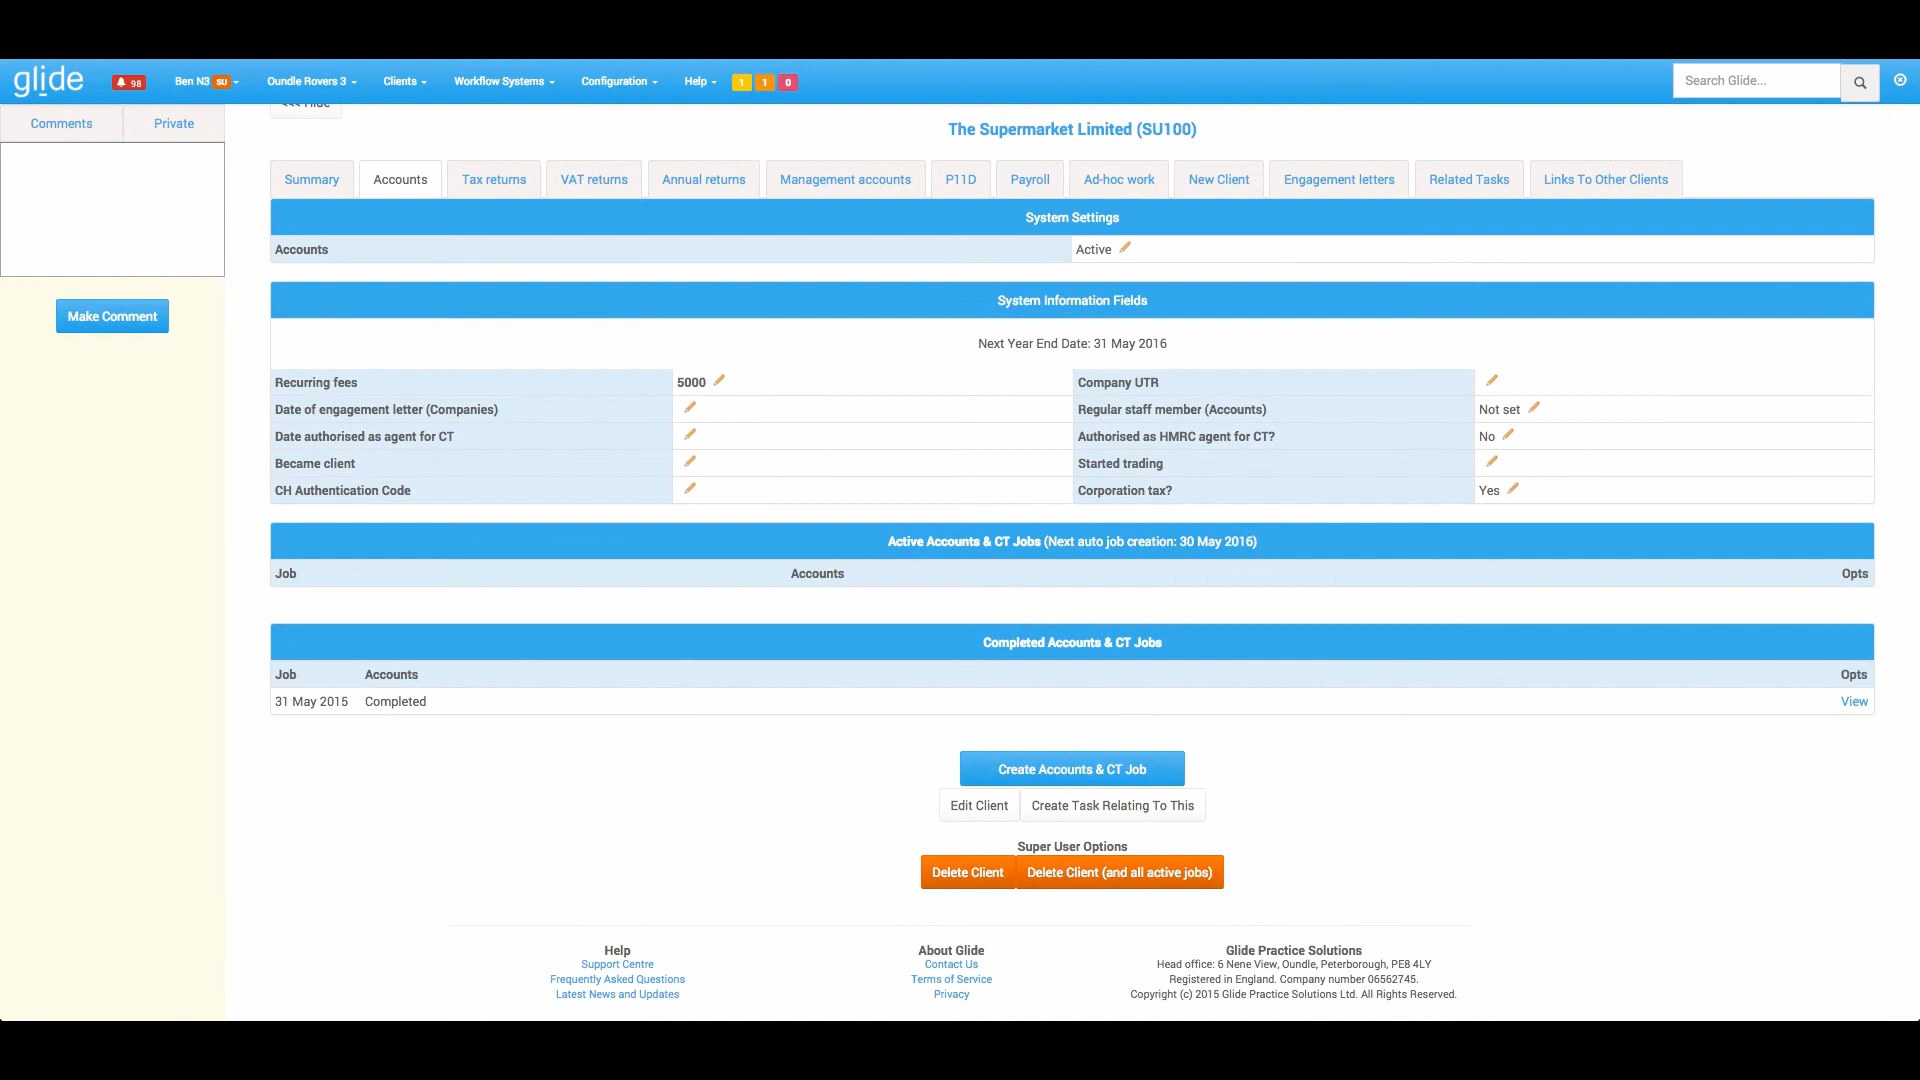 glide
98
Ben N3 SU
Oundle Rovers 3
Clients
Workflow Systems
Configuration
Help
1 1 0
Search Glide...
Comments
Private
Make Comment
<<< Hide
The Supermarket Limited (SU100)
Summary
Accounts
Tax returns
VAT returns
Annual returns
Management accounts
P11D
Payroll
Ad-hoc work
New Client
Engagement letters
Related Tasks
Links To Other Clients
System Settings
Accounts Active
System Information Fields
Next Year End Date: 31 May 2016
Recurring fees 5000 Company UTR
Date of engagement letter (Companies) Regular staff member (Accounts) Not set
Date authorised as agent for CT Authorised as HMRC agent for CT? No
Became client Started trading
CH Authentication Code Corporation tax? Yes
Active Accounts & CT Jobs (Next auto job creation: 30 May 2016)
Job Accounts Opts
Completed Accounts & CT Jobs
Job Accounts Opts
31 May 2015 Completed View
Create Accounts & CT Job
Edit Client Create Task Relating To This
Super User Options
Delete Client Delete Client (and all active jobs)
Help
Support Centre
Frequently Asked Questions
Latest News and Updates
About Glide
Contact Us
Terms of Service
Privacy
Glide Practice Solutions
Head office: 6 Nene View, Oundle, Peterborough, PE8 4LY
Registered in England. Company number 06562745.
Copyright (c) 2015 Glide Practice Solutions Ltd. All Rights Reserved.